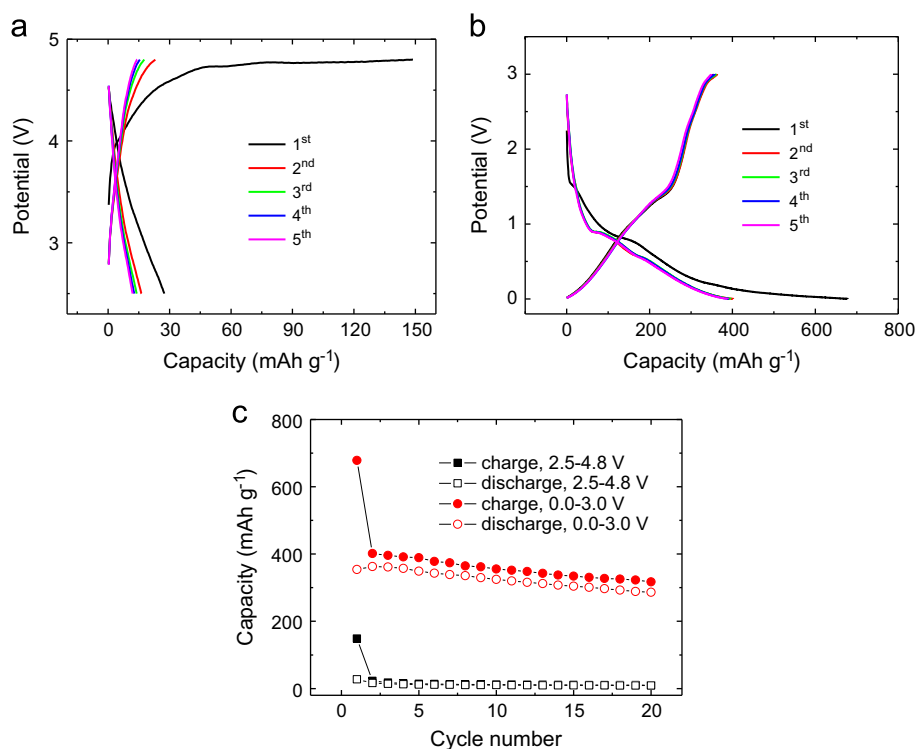 a
5
4
3
Potential (V)
1st
2nd
3rd
4th
5th
0 30 60 90 120 150
Capacity (mAh g-1)
b
3
2
1
0
Potential (V)
1st
2nd
3rd
4th
5th
0 200 400 600 800
Capacity (mAh g-1)
c
800
600
400
200
0
Capacity (mAh g-1)
charge, 2.5-4.8 V
discharge, 2.5-4.8 V
charge, 0.0-3.0 V
discharge, 0.0-3.0 V
0 5 10 15 20
Cycle number